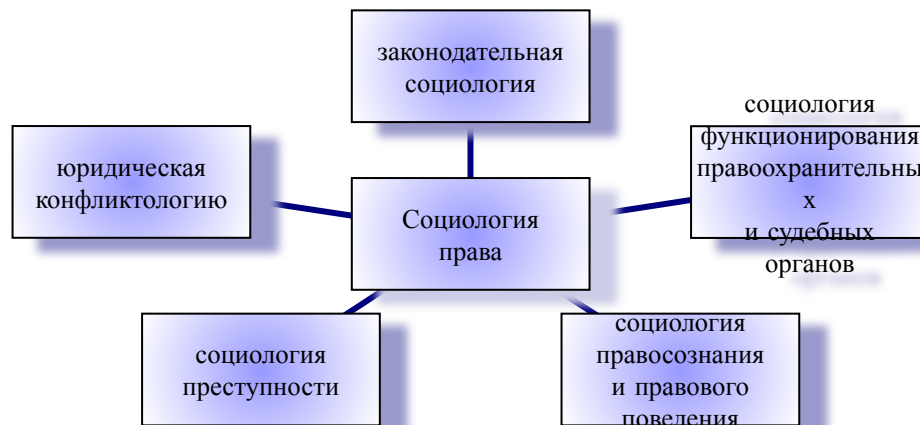 законодательная
социология
социология
функционирования
правоохранительны
х
и судебных
органов
юридическая
конфликтологию
Социология
права
социология
преступности
социология
правосознания
и правового
поведения